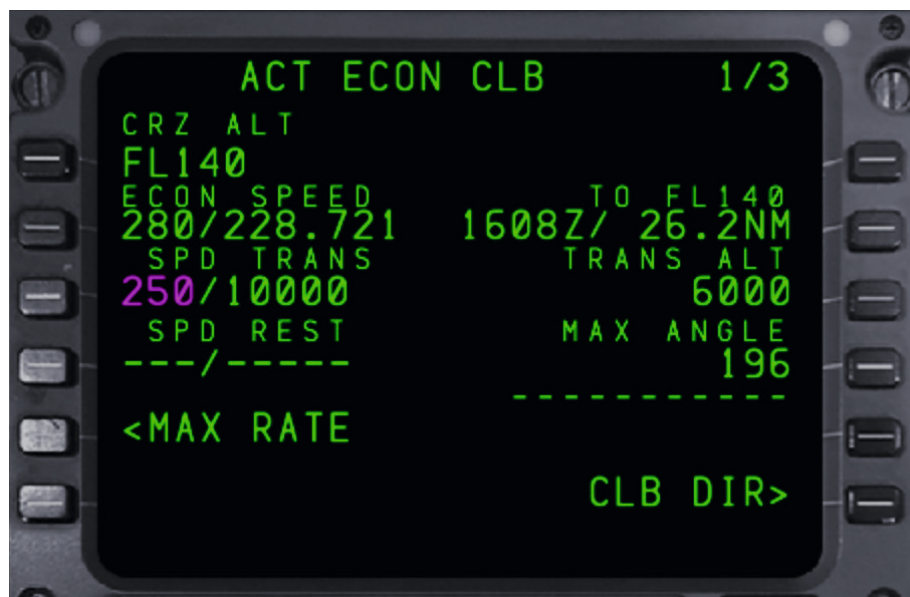 ACT ECON CLB 1/3
CRZ ALT
FL140
ECON SPEED TO FL140
280/228.721 1608Z/ 26.2NM
SPD TRANS TRANS ALT
250/10000 6000
SPD REST MAX ANGLE
---/----- 196
-----------
<MAX RATE
CLB DIR>